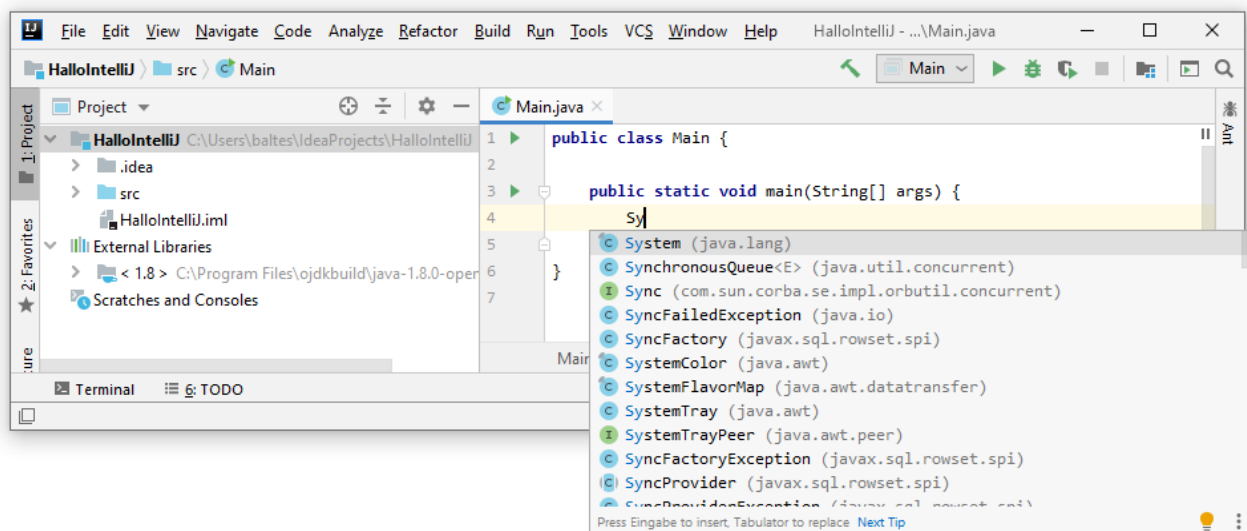 IJ File Edit View Navigate Code Analyze Refactor Build Run Tools VCS Window Help HalloIntelliJ - ...\Main.java
HalloIntelliJ src Main Main
1: Project
2: Favorites
Project
HalloIntelliJ C:\Users\baltes\IdeaProjects\HalloIntelliJ
.idea
src
HalloIntelliJ.iml
External Libraries
< 1.8 > C:\Program Files\ojdkbuild\java-1.8.0-oper
Scratches and Consoles
Main.java
1 public class Main {
2
3 public static void main(String[] args) {
4 Sy
5
6 }
7
Ant
System (java.lang)
SynchronousQueue<E> (java.util.concurrent)
Sync (com.sun.corba.se.impl.orbutil.concurrent)
SyncFailedException (java.io)
SyncFactory (javax.sql.rowset.spi)
SystemColor (java.awt)
SystemFlavorMap (java.awt.datatransfer)
SystemTray (java.awt)
SystemTrayPeer (java.awt.peer)
SyncFactoryException (javax.sql.rowset.spi)
SyncProvider (javax.sql.rowset.spi)
SyncProviderException (javax.sql.rowset.spi)
Press Eingabe to insert, Tabulator to replace Next Tip
Main
Terminal 6: TODO